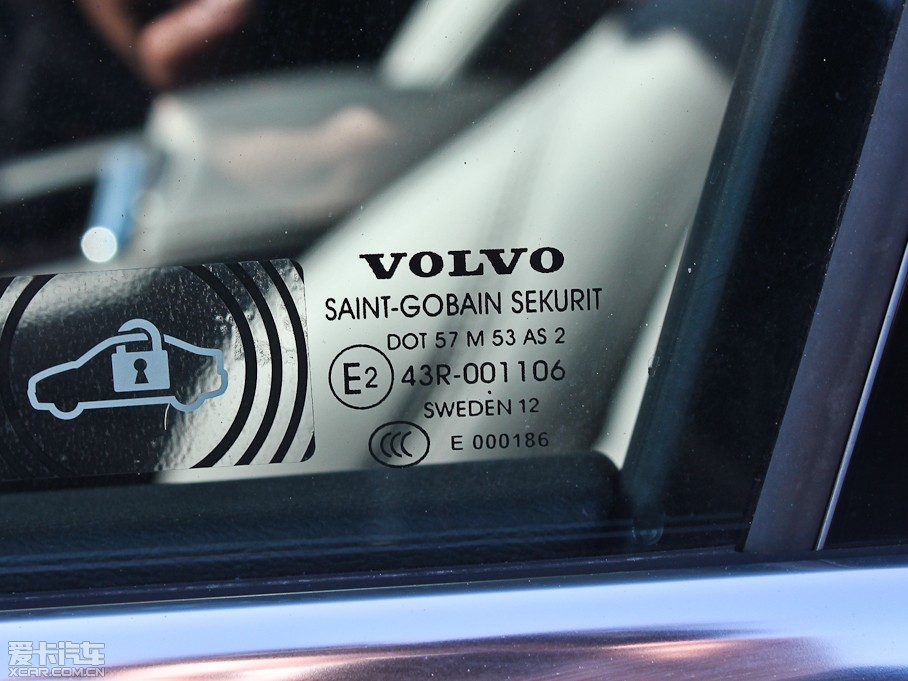 VOLVO
SAINT-GOBAIN SEKURIT
DOT 57 M 53 AS 2
E2 43R-001106
SWEDEN 12
CCC E 000186
爱卡汽车
XCAR.COM.CN